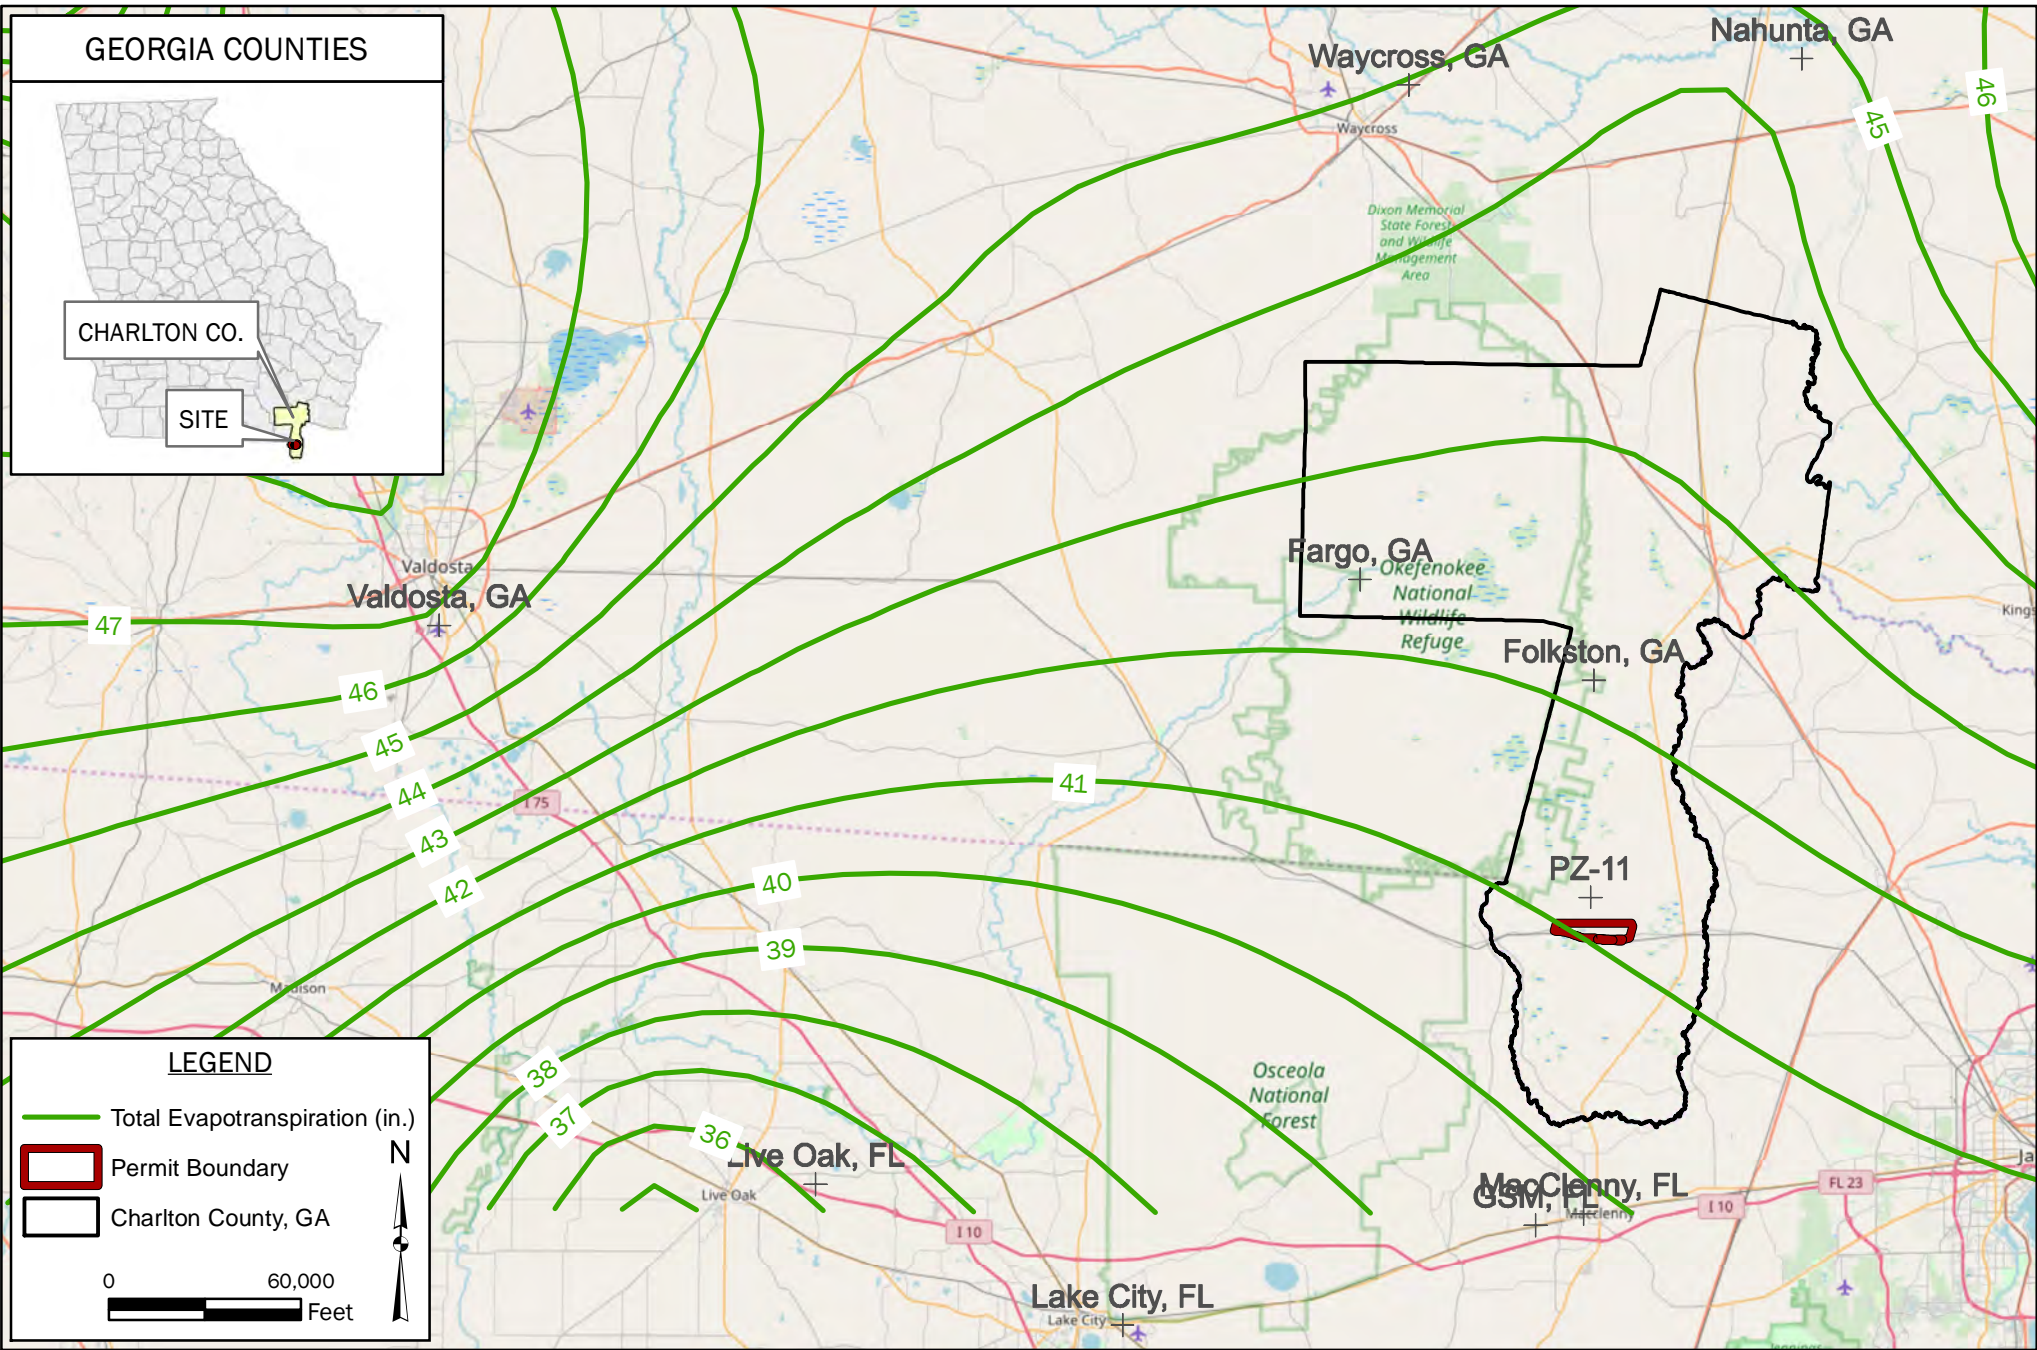 GEORGIA COUNTIES
CHARLTON CO.
SITE
Waycross, GA
Nahunta, GA
Waycross
46
45
Dixon Memorial
State Forest
and Wildlife
Management
Area
Valdosta
Valdosta, GA
47
Fargo, GA
Okefenokee
National
Wildlife
Refuge
Folkston, GA
46
45
44
43
42
41
40
39
38
37
36
I 75
PZ-11
Madison
Osceola
National
Forest
Live Oak, FL
Live Oak
MacClenny, FL
GSM, FL
Macclenny
I 10
I 10
FL 23
Lake City, FL
Lake City
LEGEND
Total Evapotranspiration (in.)
Permit Boundary
Charlton County, GA
N
0 60,000
Feet